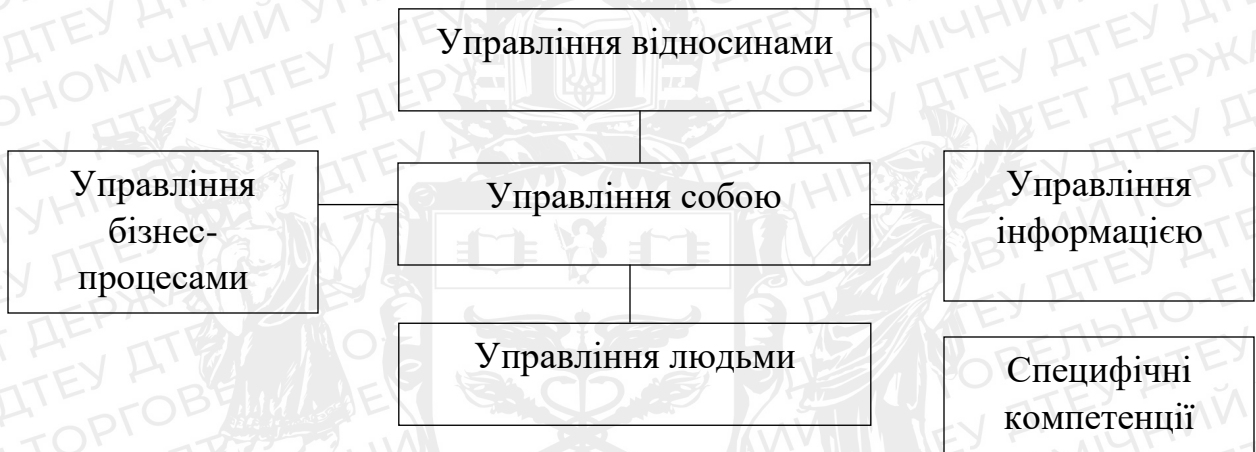 Управління відносинами
Управління
бізнес-
процесами
Управління собою
Управління
інформацією
Управління людьми
Специфічні
компетенції